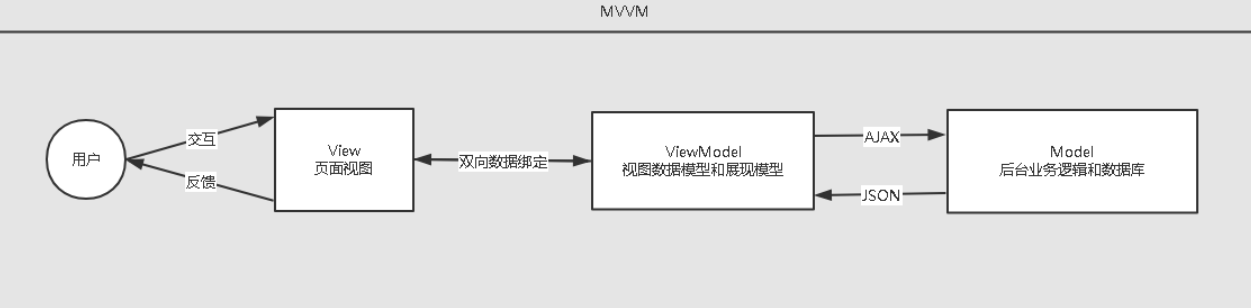 MVVM
用户
交互
反馈
View
页面视图
双向数据绑定
ViewModel
视图数据模型和展现模型
AJAX
JSON
Model
后台业务逻辑和数据库